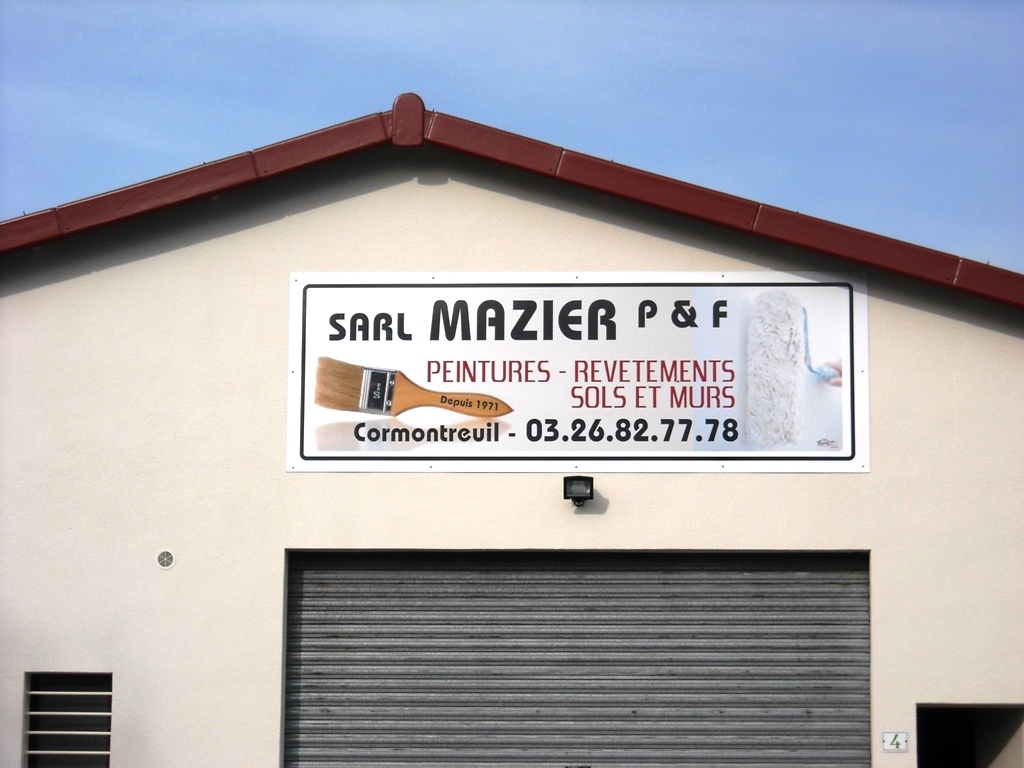 SARL MAZIER P & F
PEINTURES - REVETEMENTS
SOLS ET MURS
Depuis 1971
Cormontreuil - 03.26.82.77.78
4